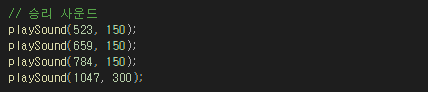 // 승리 사운드
playSound(523, 150);
playSound(659, 150);
playSound(784, 150);
playSound(1047, 300);